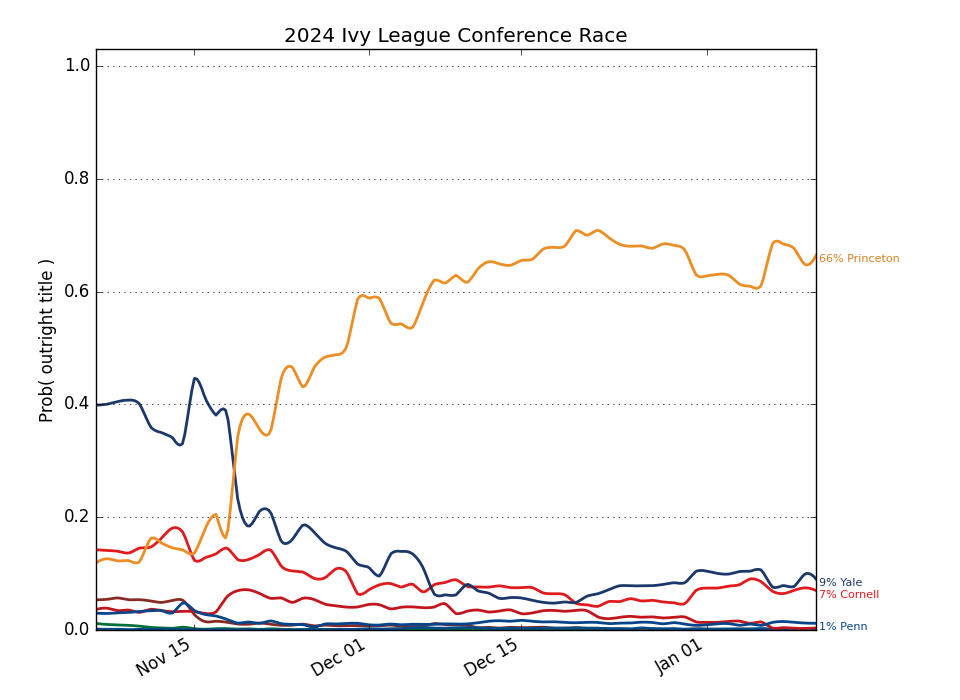 2024 Ivy League Conference Race
Prob( outright title )
1.0
0.8
0.6
0.4
0.2
0.0
66% Princeton
9% Yale
7% Cornell
1% Penn
Nov 15
Dec 01
Dec 15
Jan 01